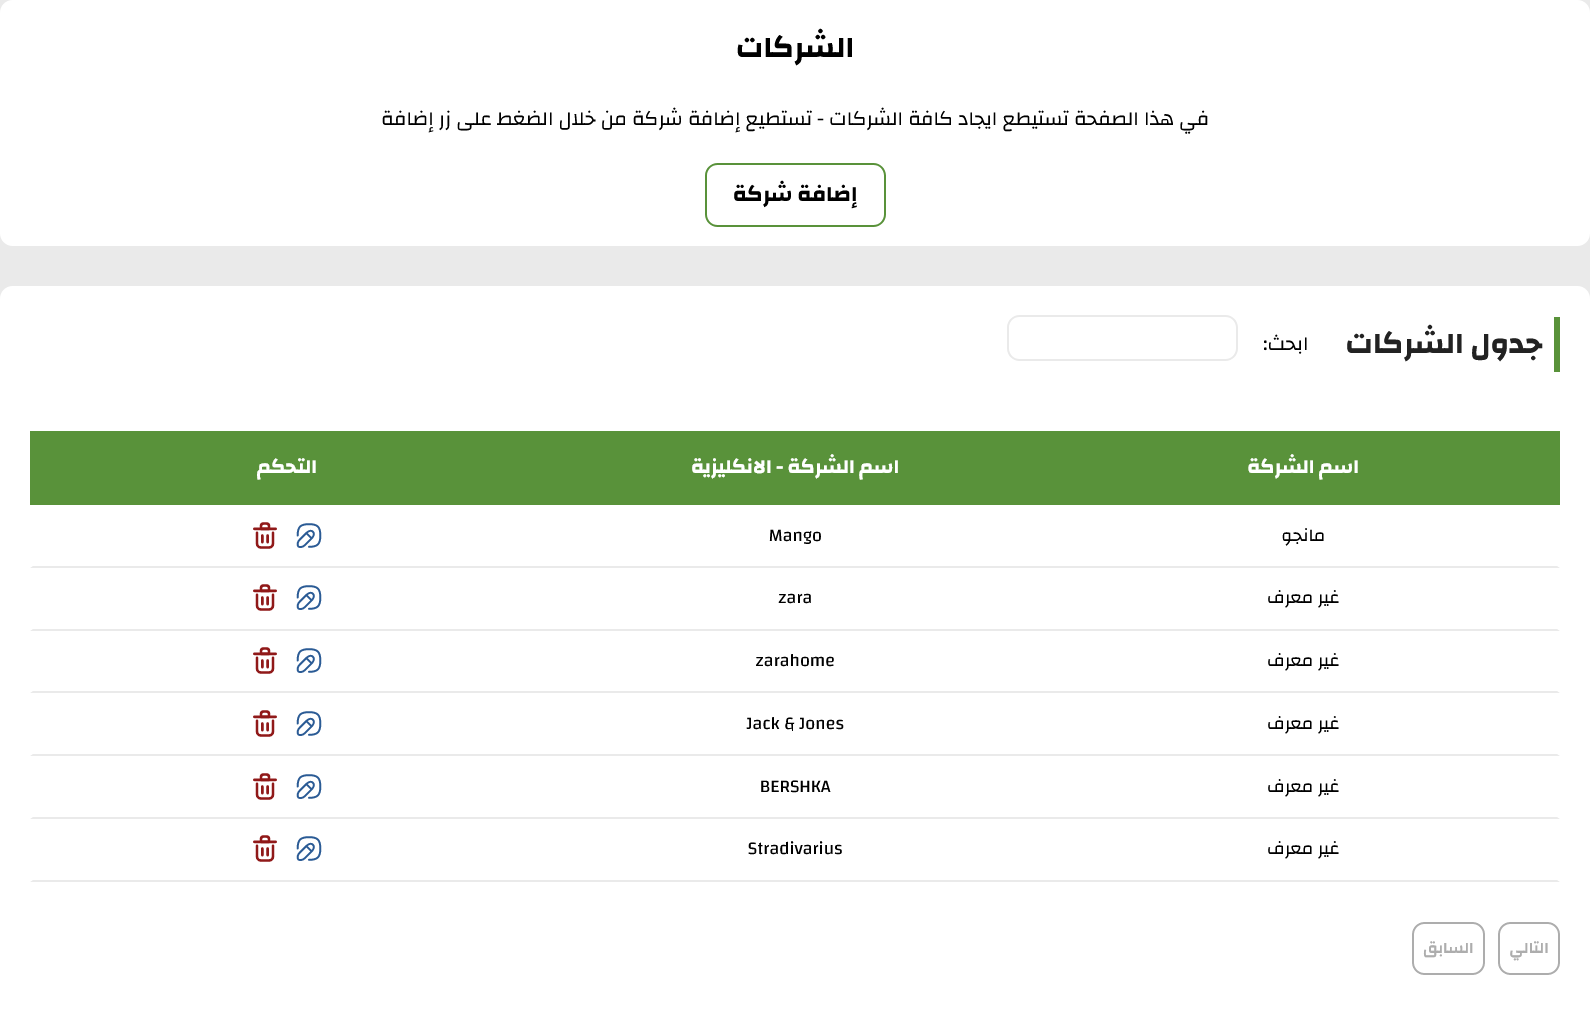 الشركات
في هذا الصفحة تستيطع ايجاد كافة الشركات - تستطيع إضافة شركة من خلال الضغط على زر إضافة
إضافة شركة
جدول الشركات ابحث:
اسم الشركة اسم الشركة - الانكليزية التحكم
مانجو Mango
غير معرف zara
غير معرف zarahome
غير معرف Jack & Jones
غير معرف BERSHKA
غير معرف Stradivarius
التالي السابق